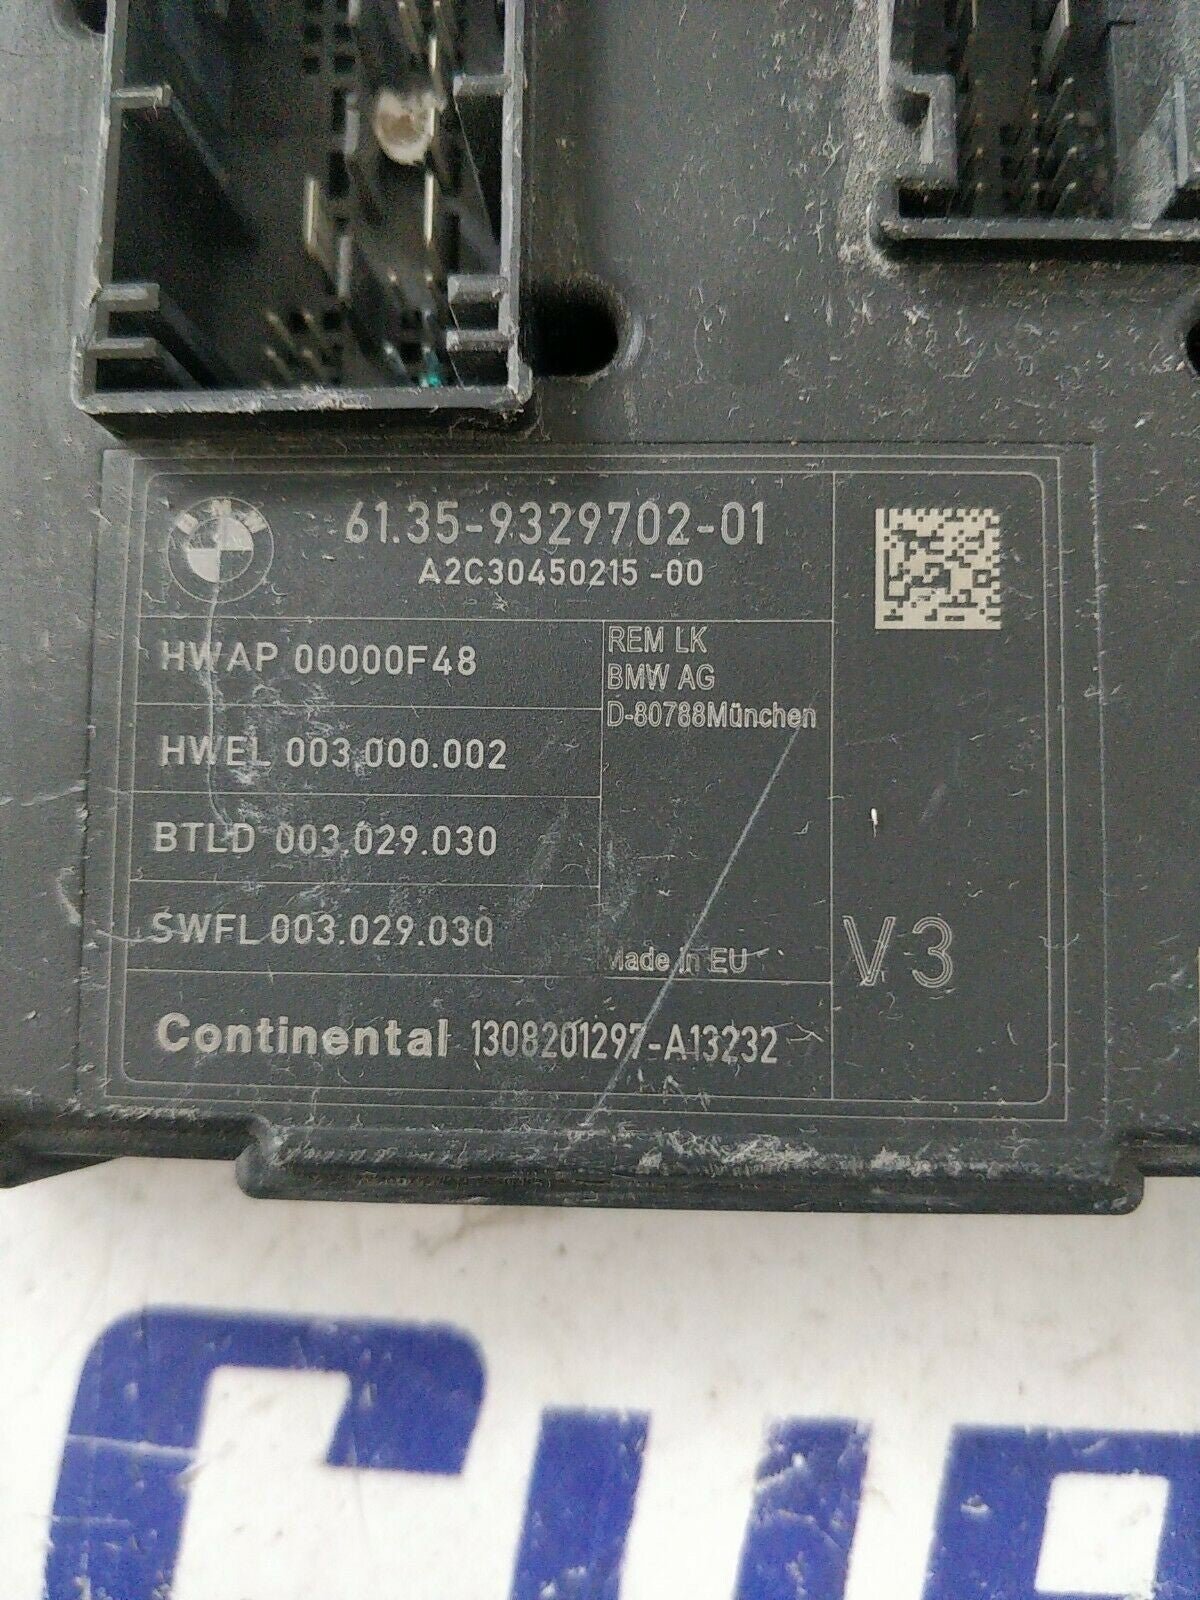 BMW
61.35-9329702-01
A2C30450215-00
HWAP 00000F48
REM LK
BMW AG
D-80788München
HWEL 003.000.002
BTLD 003.029.030
SWFL 003.029.030
Made in EU
V3
Continental 1308201297-A13232